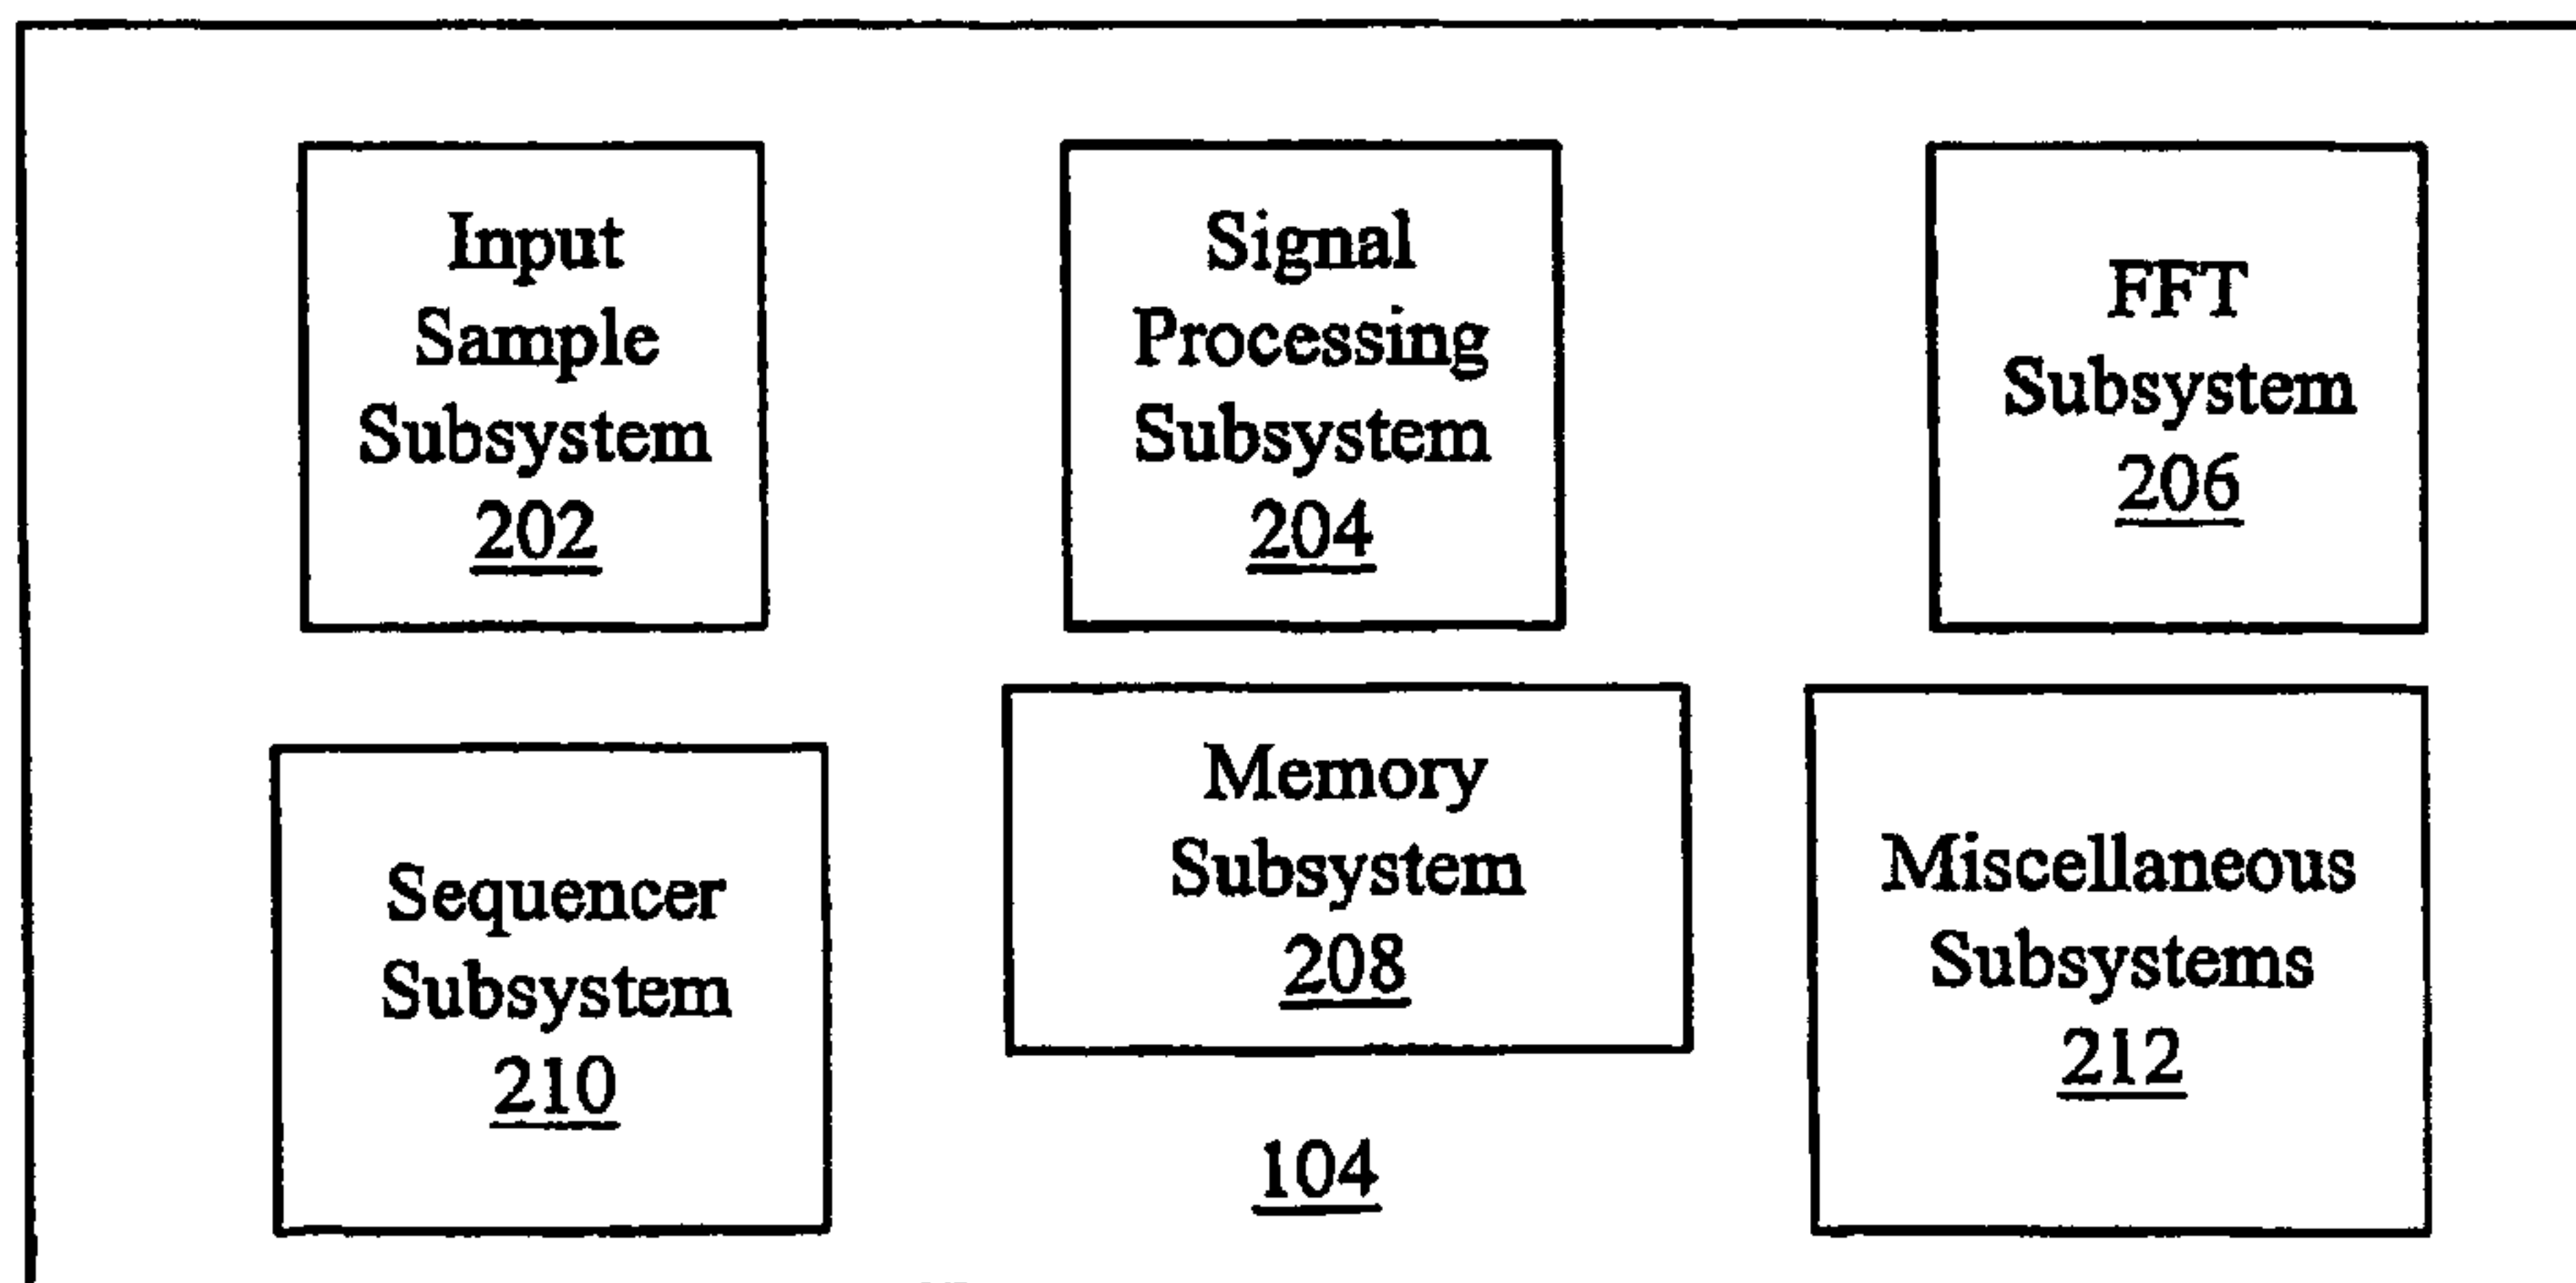 Input
Sample
Subsystem
202
Signal
Processing
Subsystem
204
FFT
Subsystem
206
Sequencer
Subsystem
210
Memory
Subsystem
208
Miscellaneous
Subsystems
212
104